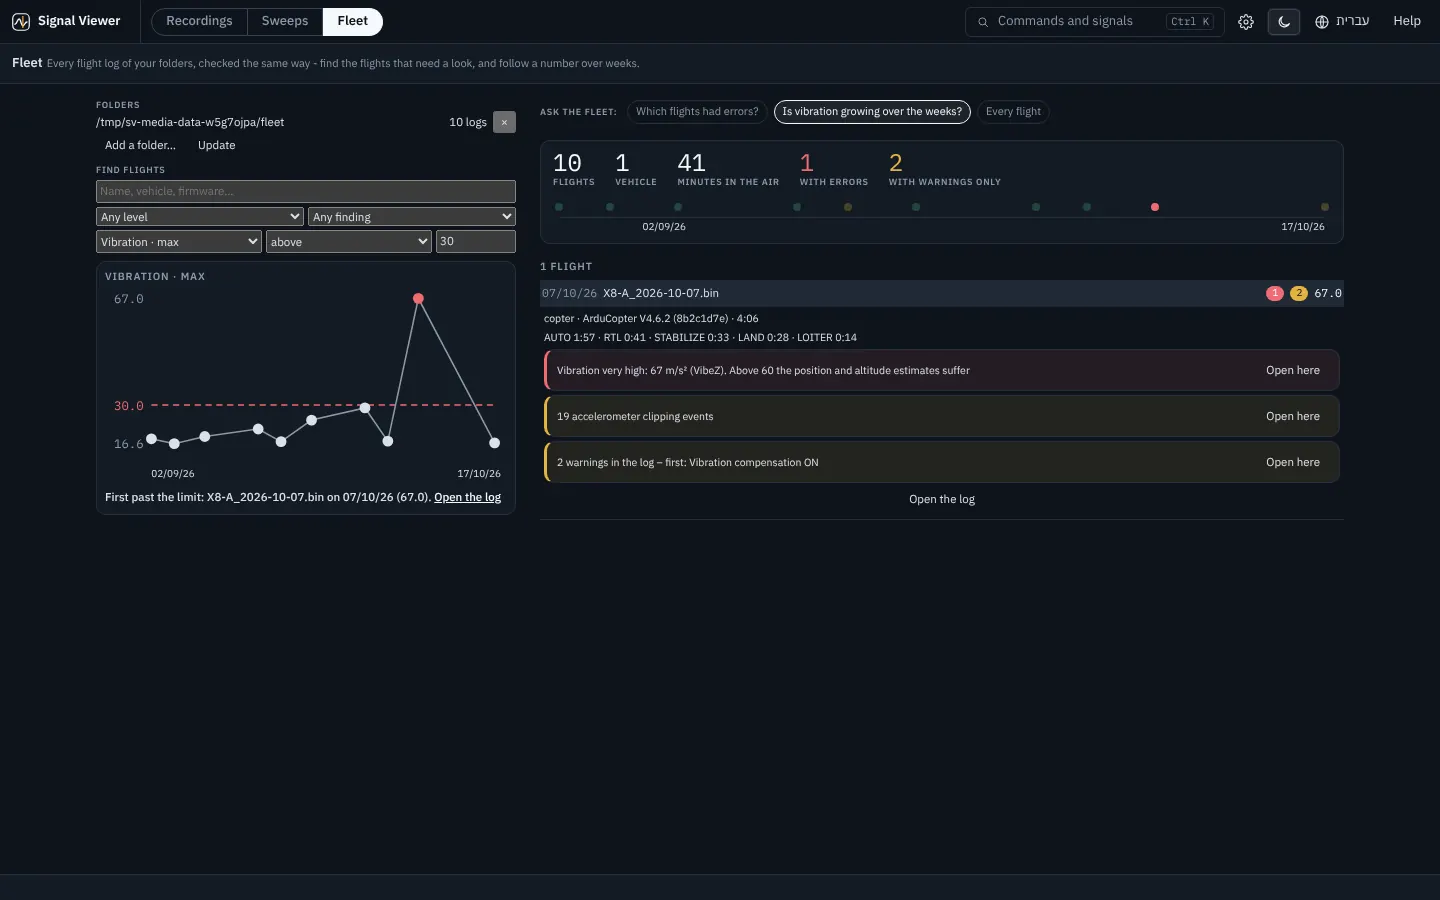 Signal Viewer
Recordings
Sweeps
Fleet
Commands and signals
Ctrl K
עברית
Help
Fleet Every flight log of your folders, checked the same way - find the flights that need a look, and follow a number over weeks.
FOLDERS
/tmp/sv-media-data-w5g7ojpa/fleet
10 logs
×
Add a folder...
Update
FIND FLIGHTS
Name, vehicle, firmware...
Any level
Any finding
Vibration · max
above
30
VIBRATION · MAX
67.0
30.0
16.6
02/09/26
17/10/26
First past the limit: X8-A_2026-10-07.bin on 07/10/26 (67.0). Open the log
ASK THE FLEET:
Which flights had errors?
Is vibration growing over the weeks?
Every flight
10
FLIGHTS
1
VEHICLE
41
MINUTES IN THE AIR
1
WITH ERRORS
2
WITH WARNINGS ONLY
02/09/26
17/10/26
1 FLIGHT
07/10/26 X8-A_2026-10-07.bin
1
2
67.0
copter · ArduCopter V4.6.2 (8b2c1d7e) · 4:06
AUTO 1:57 · RTL 0:41 · STABILIZE 0:33 · LAND 0:28 · LOITER 0:14
Vibration very high: 67 m/s² (VibeZ). Above 60 the position and altitude estimates suffer
Open here
19 accelerometer clipping events
Open here
2 warnings in the log – first: Vibration compensation ON
Open here
Open the log